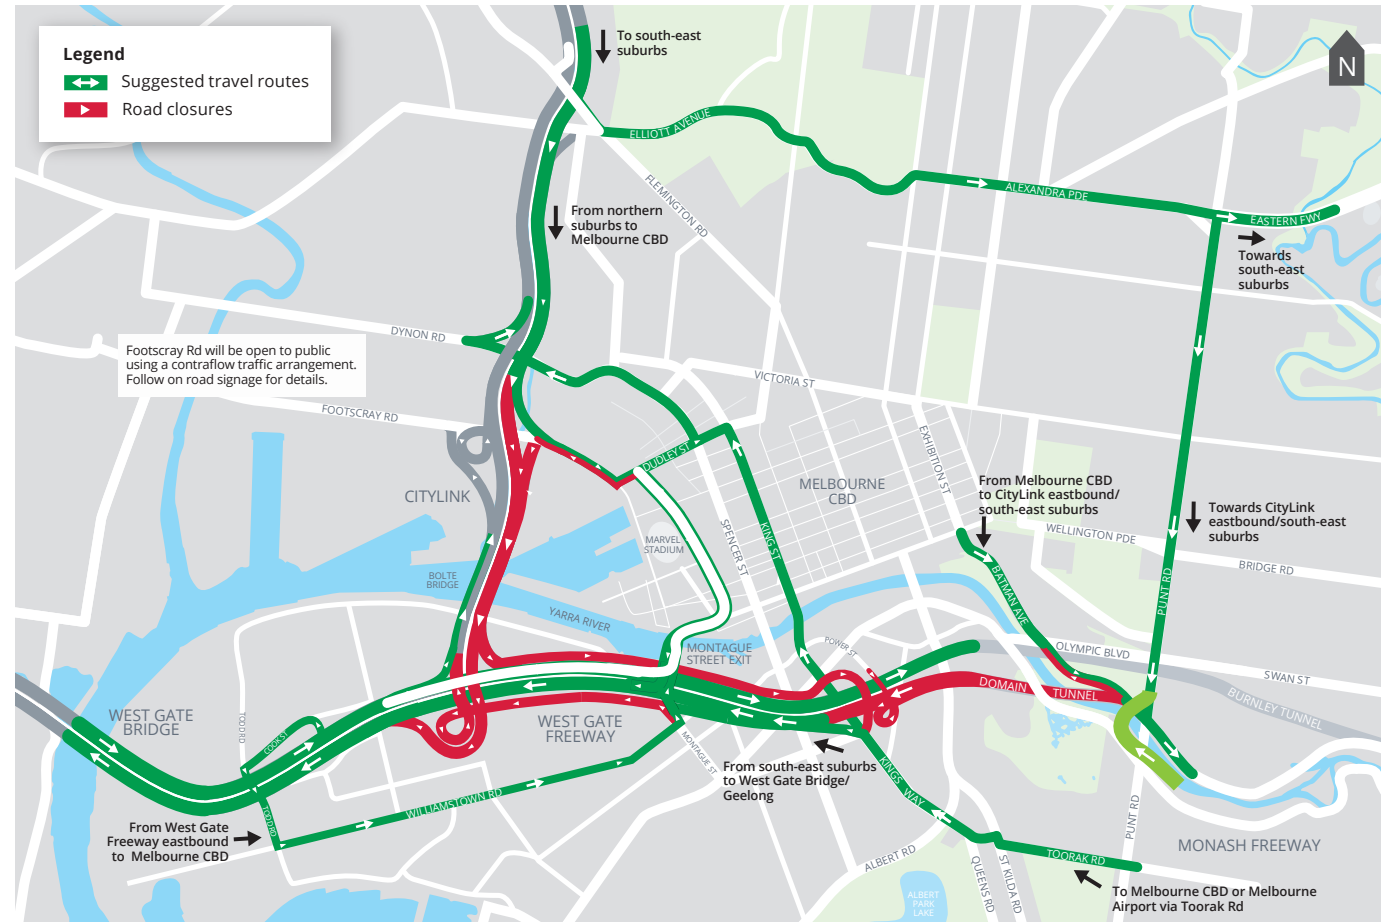 Legend
Suggested travel routes
Road closures
To south-east
suburbs
N
ELLIOTT AVENUE
FLEMINGTON RD
ALEXANDRA PDE
EASTERN FWY
From northern
suburbs to
Melbourne CBD
Towards
south-east
suburbs
DYNON RD
Footscray Rd will be open to public
using a contraflow traffic arrangement.
Follow on road signage for details.
FOOTSCRAY RD
VICTORIA ST
EXHIBITION ST
DUDLEY ST
CITYLINK
MELBOURNE
CBD
From Melbourne CBD
to CityLink eastbound/
south-east suburbs
Towards CityLink
eastbound/south-east
suburbs
SPENCER ST
KING ST
MARVEL
STADIUM
WELLINGTON PDE
BRIDGE RD
BOLTE
BRIDGE
YARRA RIVER
BATMAN AVE
PUNT RD
MONTAGUE
STREET EXIT
POWER ST
OLYMPIC BLVD
SWAN ST
DOMAIN TUNNEL
BURNLEY TUNNEL
WEST GATE
BRIDGE
TODD RD
COOK ST
WEST GATE
FREEWAY
MONTAGUE ST
From south-east suburbs
to West Gate Bridge/
Geelong
KINGS WAY
WILLIAMSTOWN RD
TODD RD
From West Gate
Freeway eastbound
to Melbourne CBD
PUNT RD
MONASH FREEWAY
ALBERT RD
QUEENS RD
ST KILDA RD
TOORAK RD
ALBERT
PARK
LAKE
To Melbourne CBD or Melbourne
Airport via Toorak Rd